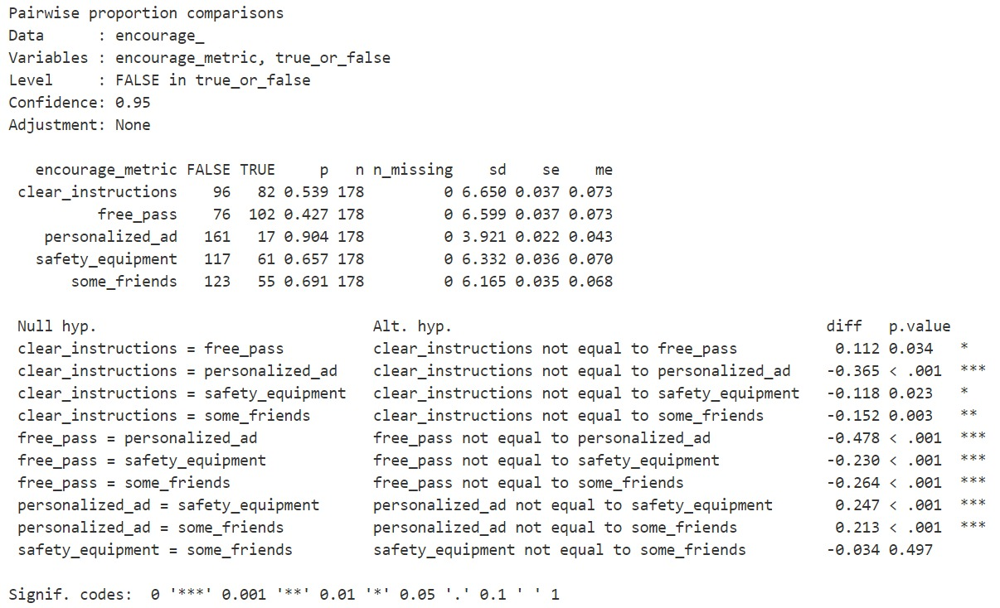 Pairwise proportion comparisons
Data      : encourage_
Variables : encourage_metric, true_or_false
Level     : FALSE in true_or_false
Confidence: 0.95
Adjustment: None

   encourage_metric FALSE TRUE     p   n n_missing    sd    se    me
 clear_instructions    96   82 0.539 178         0 6.650 0.037 0.073
          free_pass    76  102 0.427 178         0 6.599 0.037 0.073
    personalized_ad   161   17 0.904 178         0 3.921 0.022 0.043
   safety_equipment   117   61 0.657 178         0 6.332 0.036 0.070
       some_friends   123   55 0.691 178         0 6.165 0.035 0.068

 Null hyp.                              Alt. hyp.                                          diff   p.value
 clear_instructions = free_pass         clear_instructions not equal to free_pass           0.112 0.034   *
 clear_instructions = personalized_ad   clear_instructions not equal to personalized_ad    -0.365 < .001  ***
 clear_instructions = safety_equipment  clear_instructions not equal to safety_equipment   -0.118 0.023   *
 clear_instructions = some_friends      clear_instructions not equal to some_friends       -0.152 0.003   **
 free_pass = personalized_ad            free_pass not equal to personalized_ad             -0.478 < .001  ***
 free_pass = safety_equipment           free_pass not equal to safety_equipment            -0.230 < .001  ***
 free_pass = some_friends               free_pass not equal to some_friends                -0.264 < .001  ***
 personalized_ad = safety_equipment     personalized_ad not equal to safety_equipment       0.247 < .001  ***
 personalized_ad = some_friends         personalized_ad not equal to some_friends           0.213 < .001  ***
 safety_equipment = some_friends        safety_equipment not equal to some_friends         -0.034 0.497

Signif. codes:  0 '***' 0.001 '**' 0.01 '*' 0.05 '.' 0.1 ' ' 1